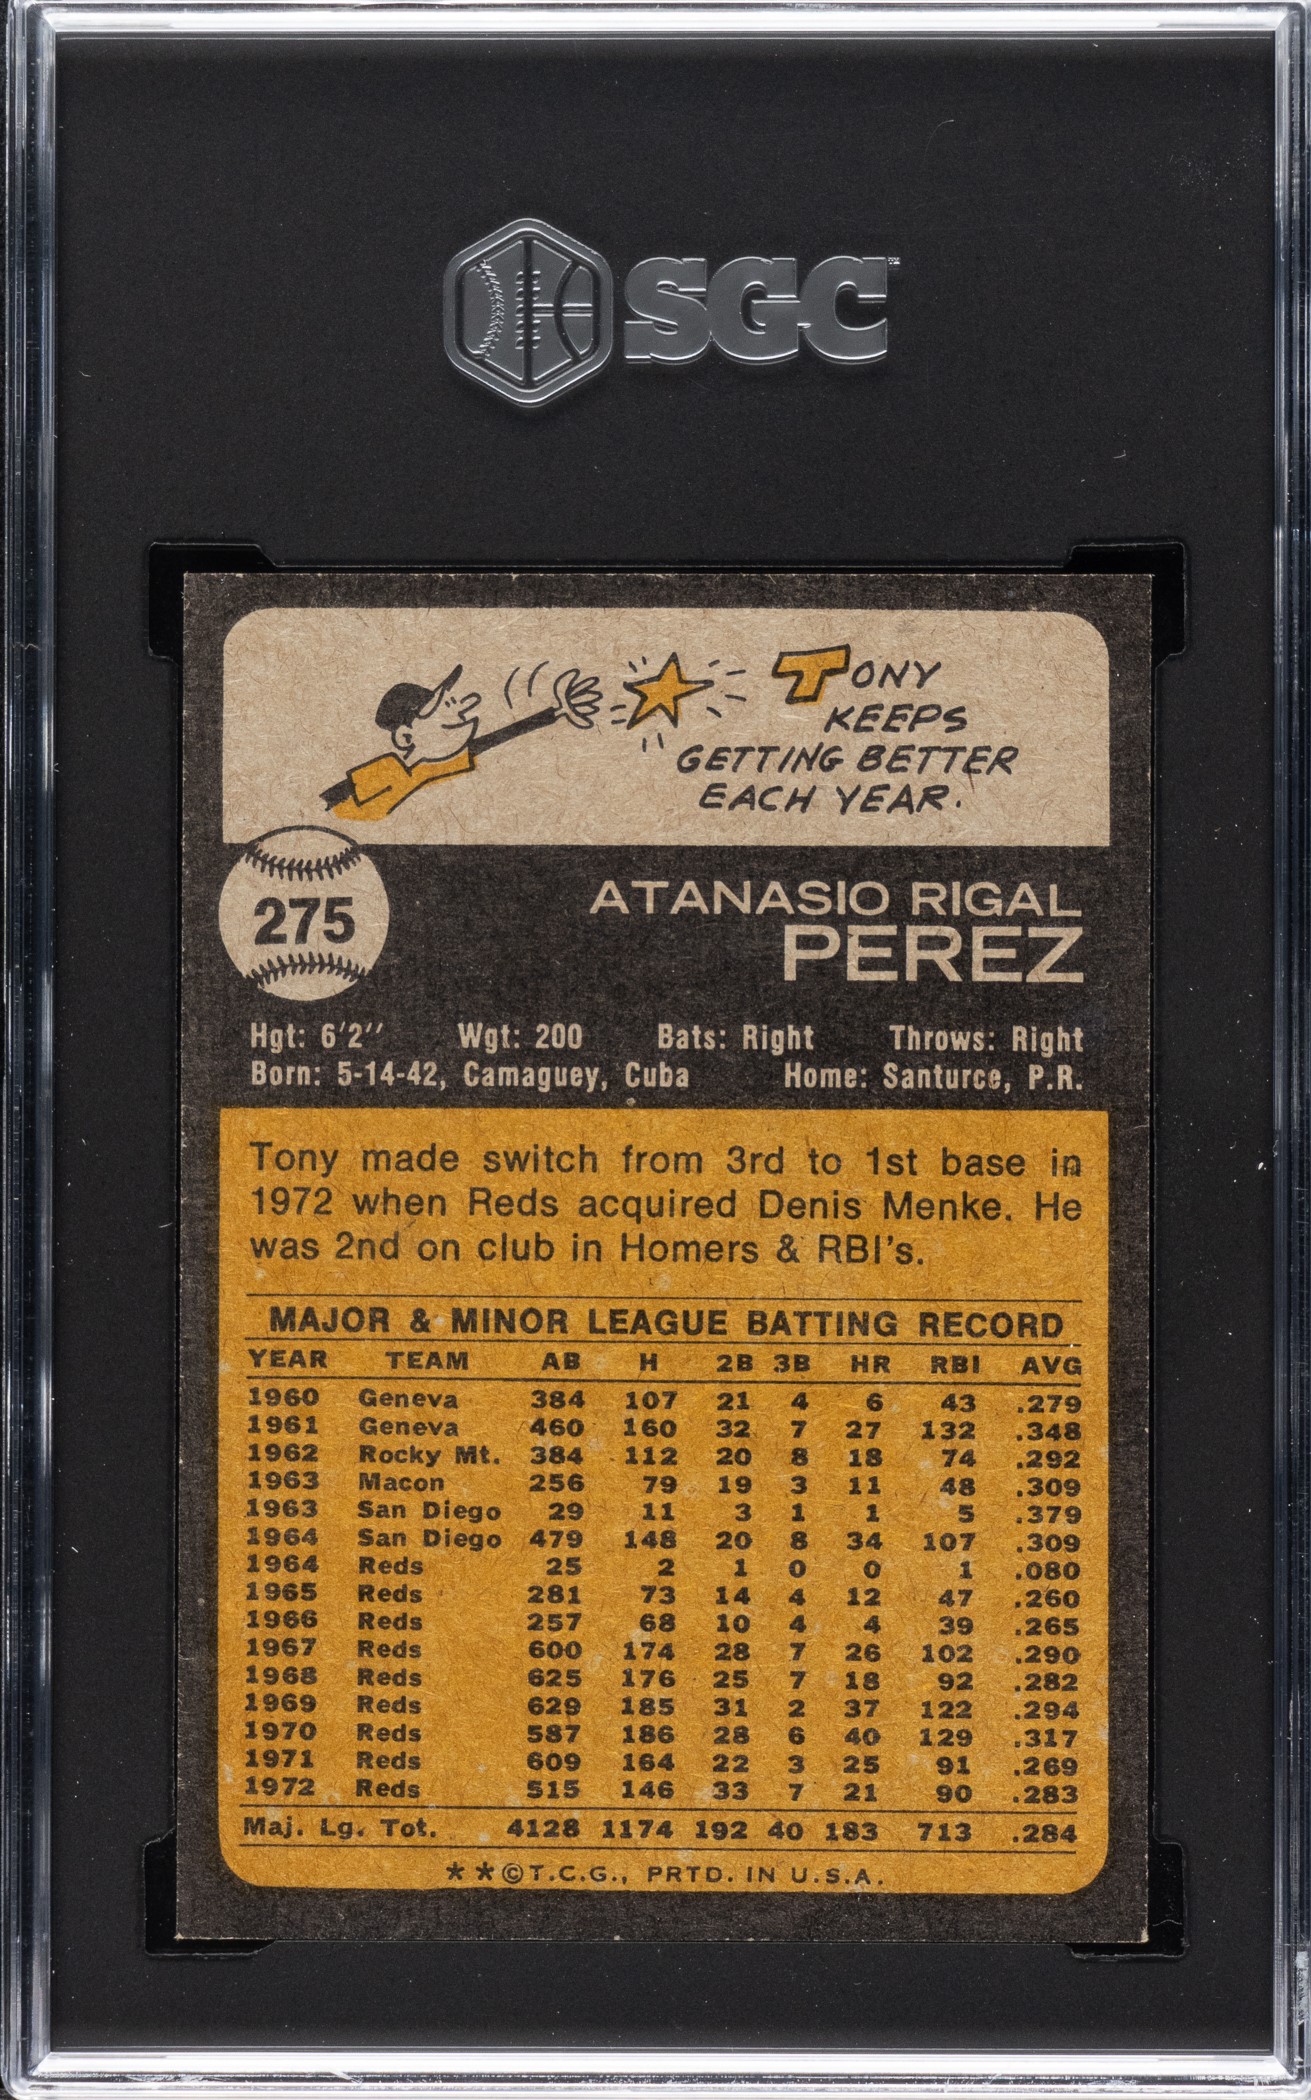 SGC
TONY
KEEPS
GETTING BETTER
EACH YEAR.
275
ATANASIO RIGAL
PEREZ
Hgt: 6'2'' Wgt: 200 Bats: Right Throws: Right
Born: 5-14-42, Camaguey, Cuba Home: Santurce, P.R.
Tony made switch from 3rd to 1st base in
1972 when Reds acquired Denis Menke. He
was 2nd on club in Homers & RBI's.
MAJOR & MINOR LEAGUE BATTING RECORD
YEAR TEAM AB H 2B 3B HR RBI AVG
1960 Geneva 384 107 21 4 6 43 .279
1961 Geneva 460 160 32 7 27 132 .348
1962 Rocky Mt. 384 112 20 8 18 74 .292
1963 Macon 256 79 19 3 11 48 .309
1963 San Diego 29 11 3 1 1 5 .379
1964 San Diego 479 148 20 8 34 107 .309
1964 Reds 25 2 1 0 0 1 .080
1965 Reds 281 73 14 4 12 47 .260
1966 Reds 257 68 10 4 4 39 .265
1967 Reds 600 174 28 7 26 102 .290
1968 Reds 625 176 25 7 18 92 .282
1969 Reds 629 185 31 2 37 122 .294
1970 Reds 587 186 28 6 40 129 .317
1971 Reds 609 164 22 3 25 91 .269
1972 Reds 515 146 33 7 21 90 .283
Maj. Lg. Tot. 4128 1174 192 40 183 713 .284
**©T.C.G., PRTD. IN U.S.A.